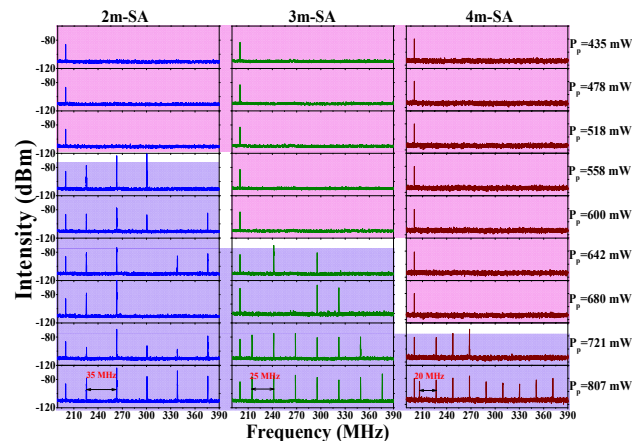 2m-SA 3m-SA 4m-SA
Intensity (dBm)
-80 P_p=435 mW
-120
-80 P_p=478 mW
-120
-80 P_p=518 mW
-120
-80 P_p=558 mW
-120
-80 P_p=600 mW
-120
-80 P_p=642 mW
-120
-80 P_p=680 mW
-120
-80 P_p=721 mW
-120
-80 35 MHz 25 MHz 20 MHz P_p=807 mW
-120
210 240 270 300 330 360 390 210 240 270 300 330 360 390 210 240 270 300 330 360 390
Frequency (MHz)